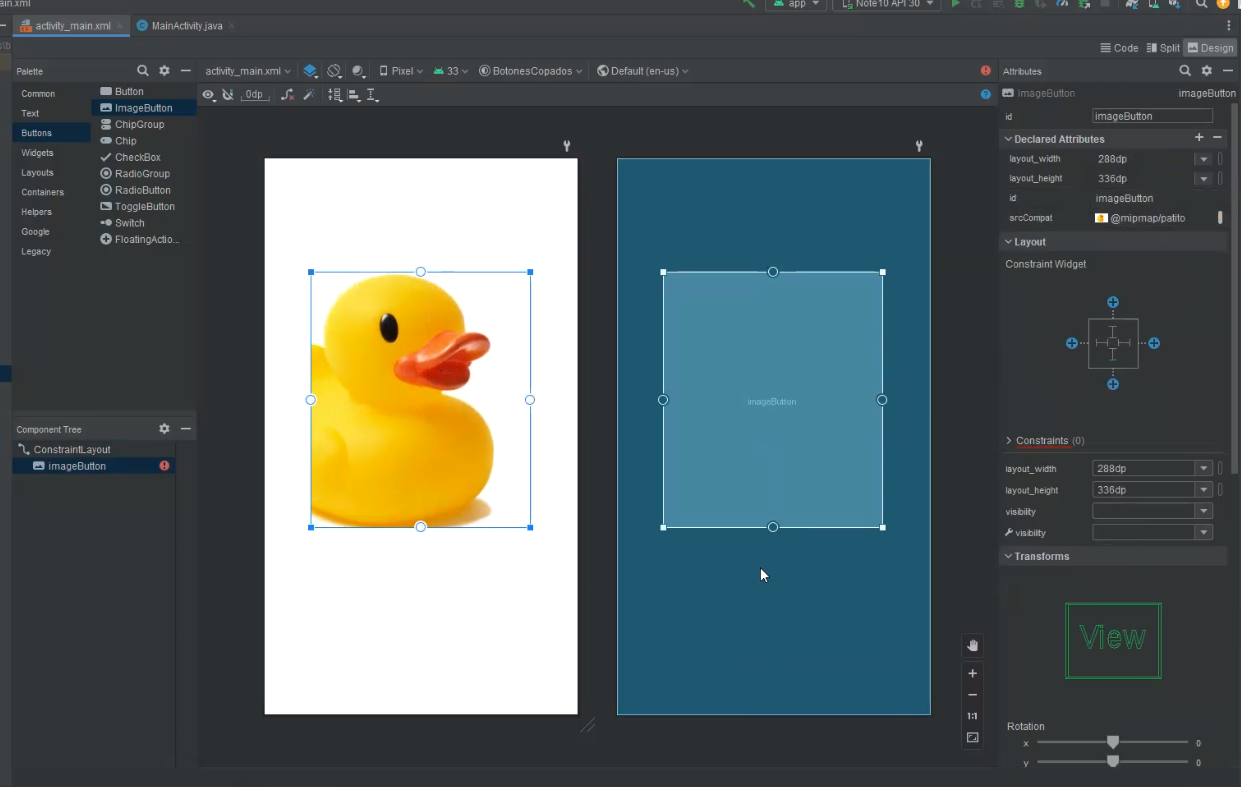 ain.xml
app
Note10 API 30
activity_main.xml
MainActivity.java
Code
Split
Design
Palette
activity_main.xml
Pixel
33
BotonesCopados
Default (en-us)
Attributes
0dp
Common
Text
Buttons
Widgets
Layouts
Containers
Helpers
Google
Legacy
Button
ImageButton
ChipGroup
Chip
CheckBox
RadioGroup
RadioButton
ToggleButton
Switch
FloatingActio...
Component Tree
ConstraintLayout
imageButton
imageButton
1:1
imageButton
imageButton
id
imageButton
Declared Attributes
layout_width
288dp
layout_height
336dp
id
imageButton
srcCompat
@mipmap/patito
Layout
Constraint Widget
Constraints (0)
layout_width
288dp
layout_height
336dp
visibility
visibility
Transforms
View
Rotation
x
0
y
0